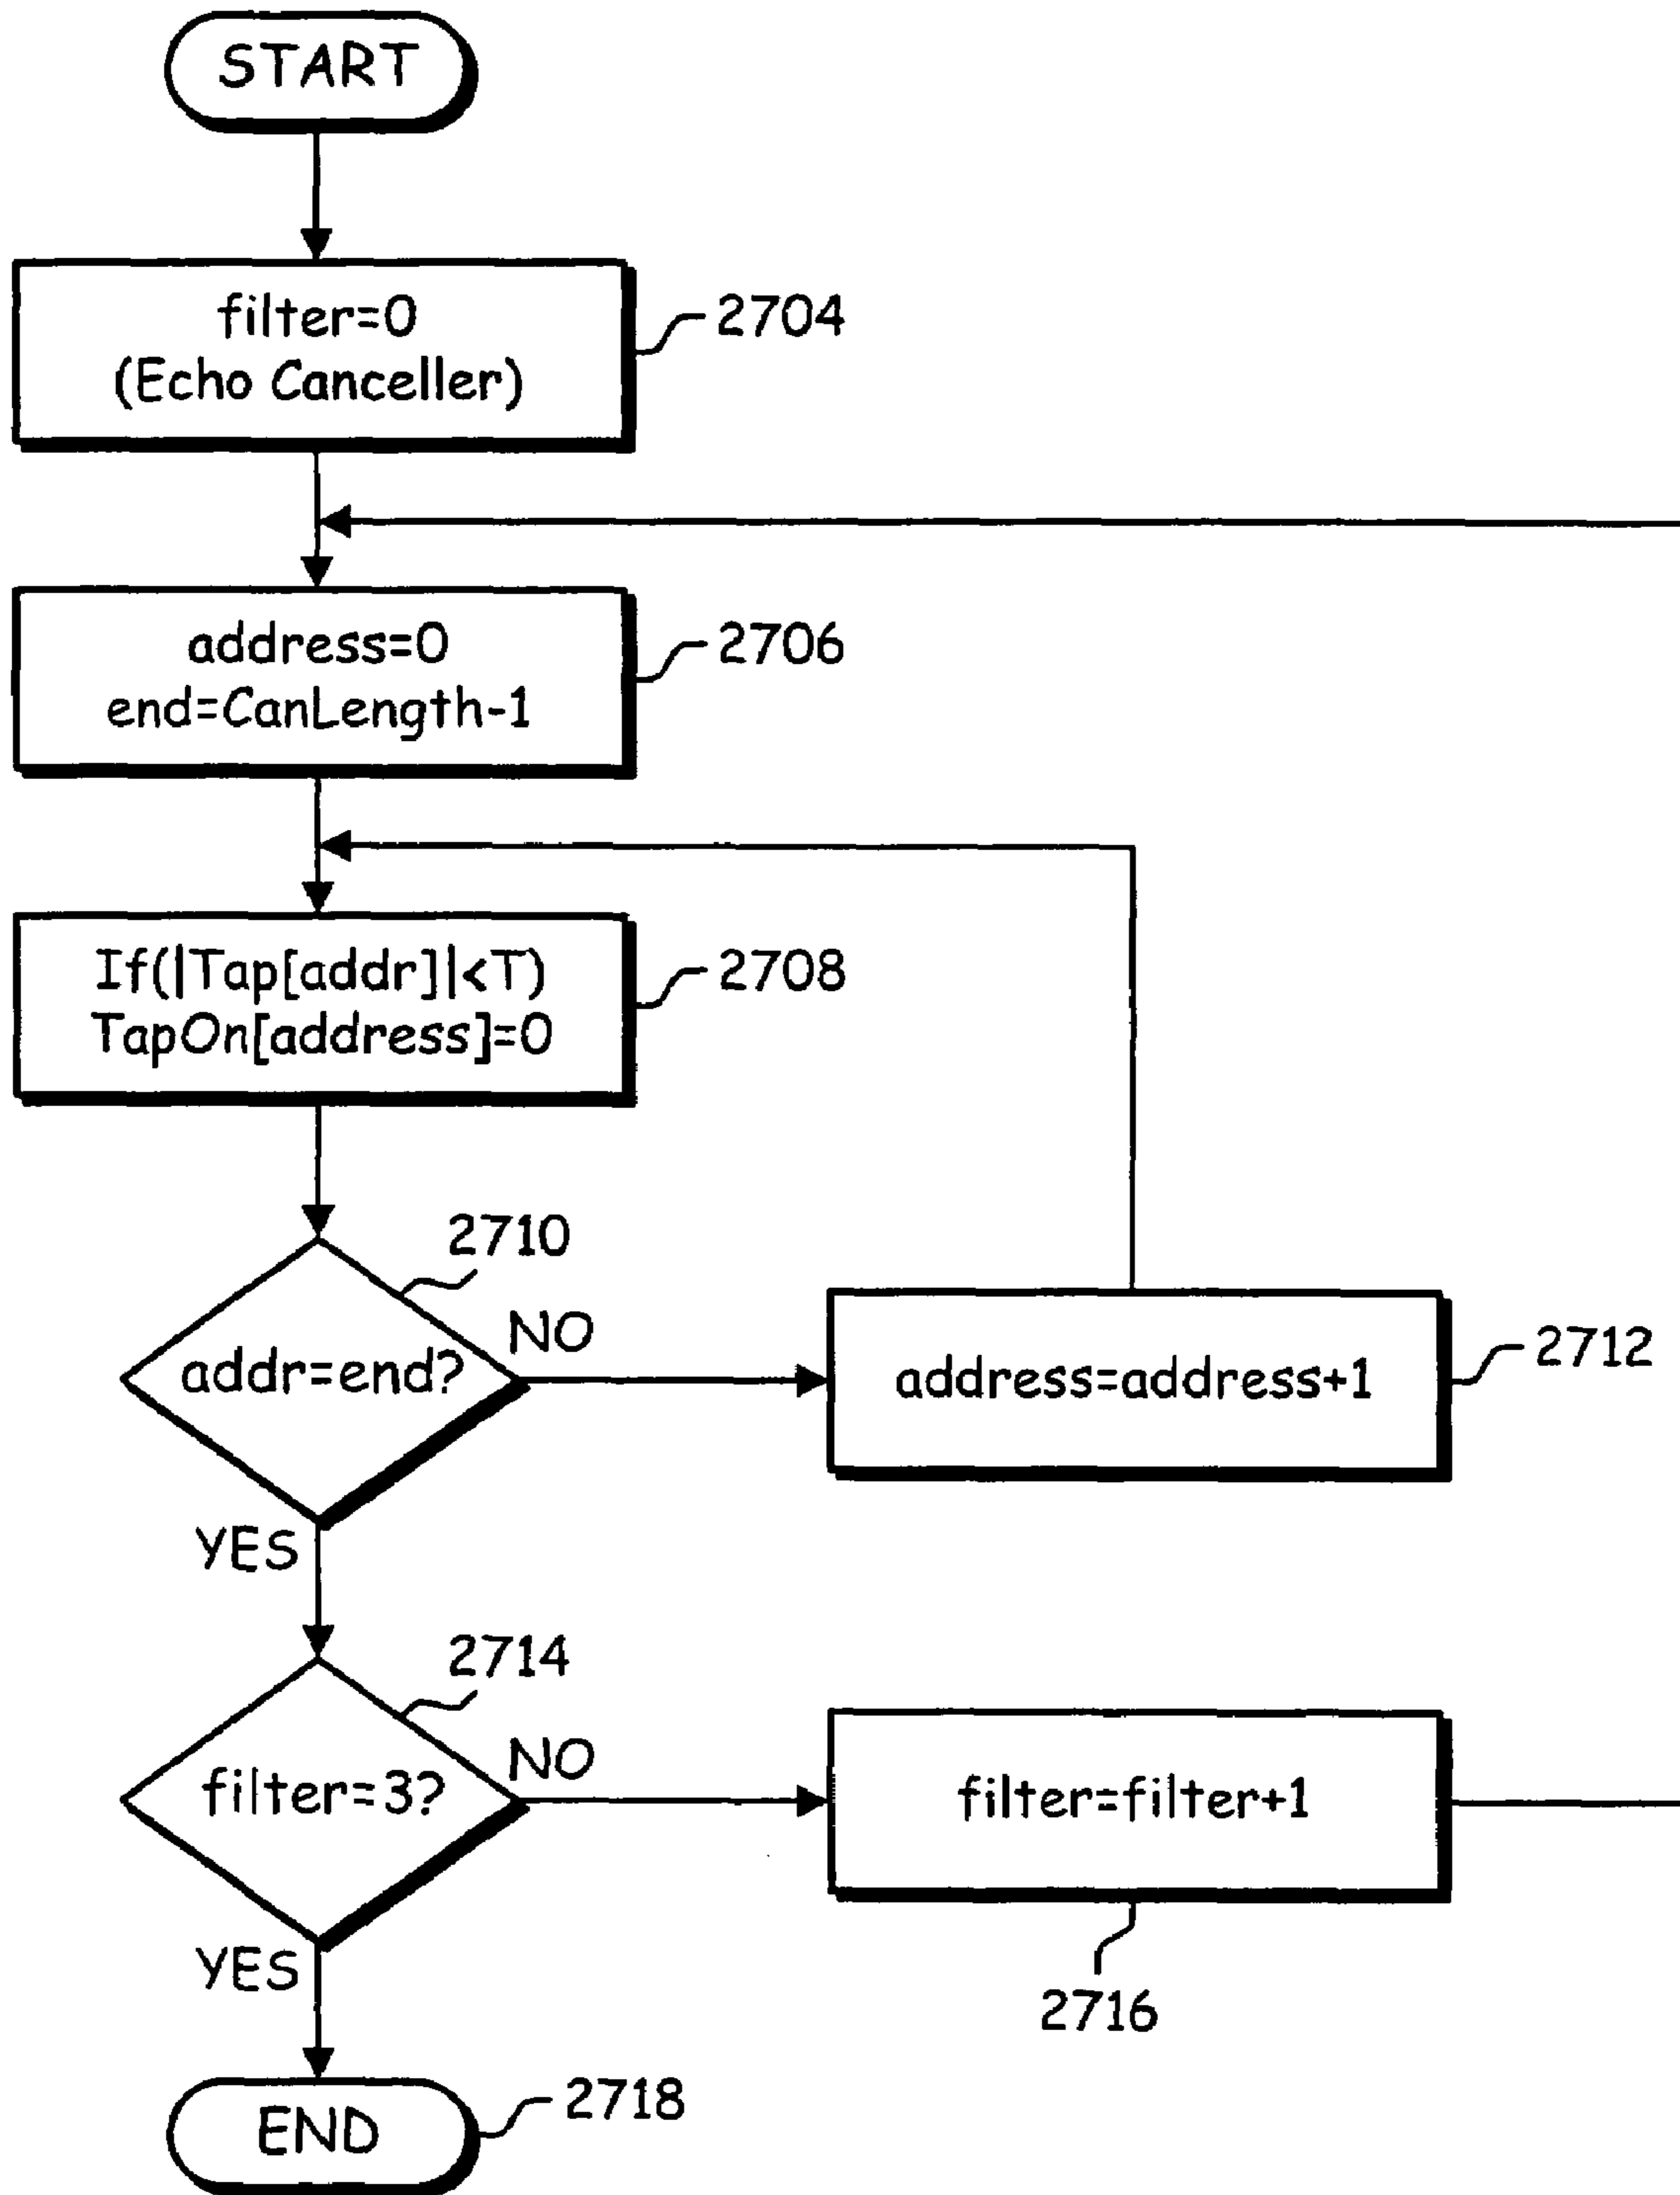 START
filter=0
(Echo Canceller)
2704
address=0
end=CanLength-1
2706
If(|Tap[addr]|<T)
TapOn[address]=0
2708
2710
addr=end?
NO
address=address+1
2712
YES
2714
filter=3?
NO
filter=filter+1
2716
YES
END
2718